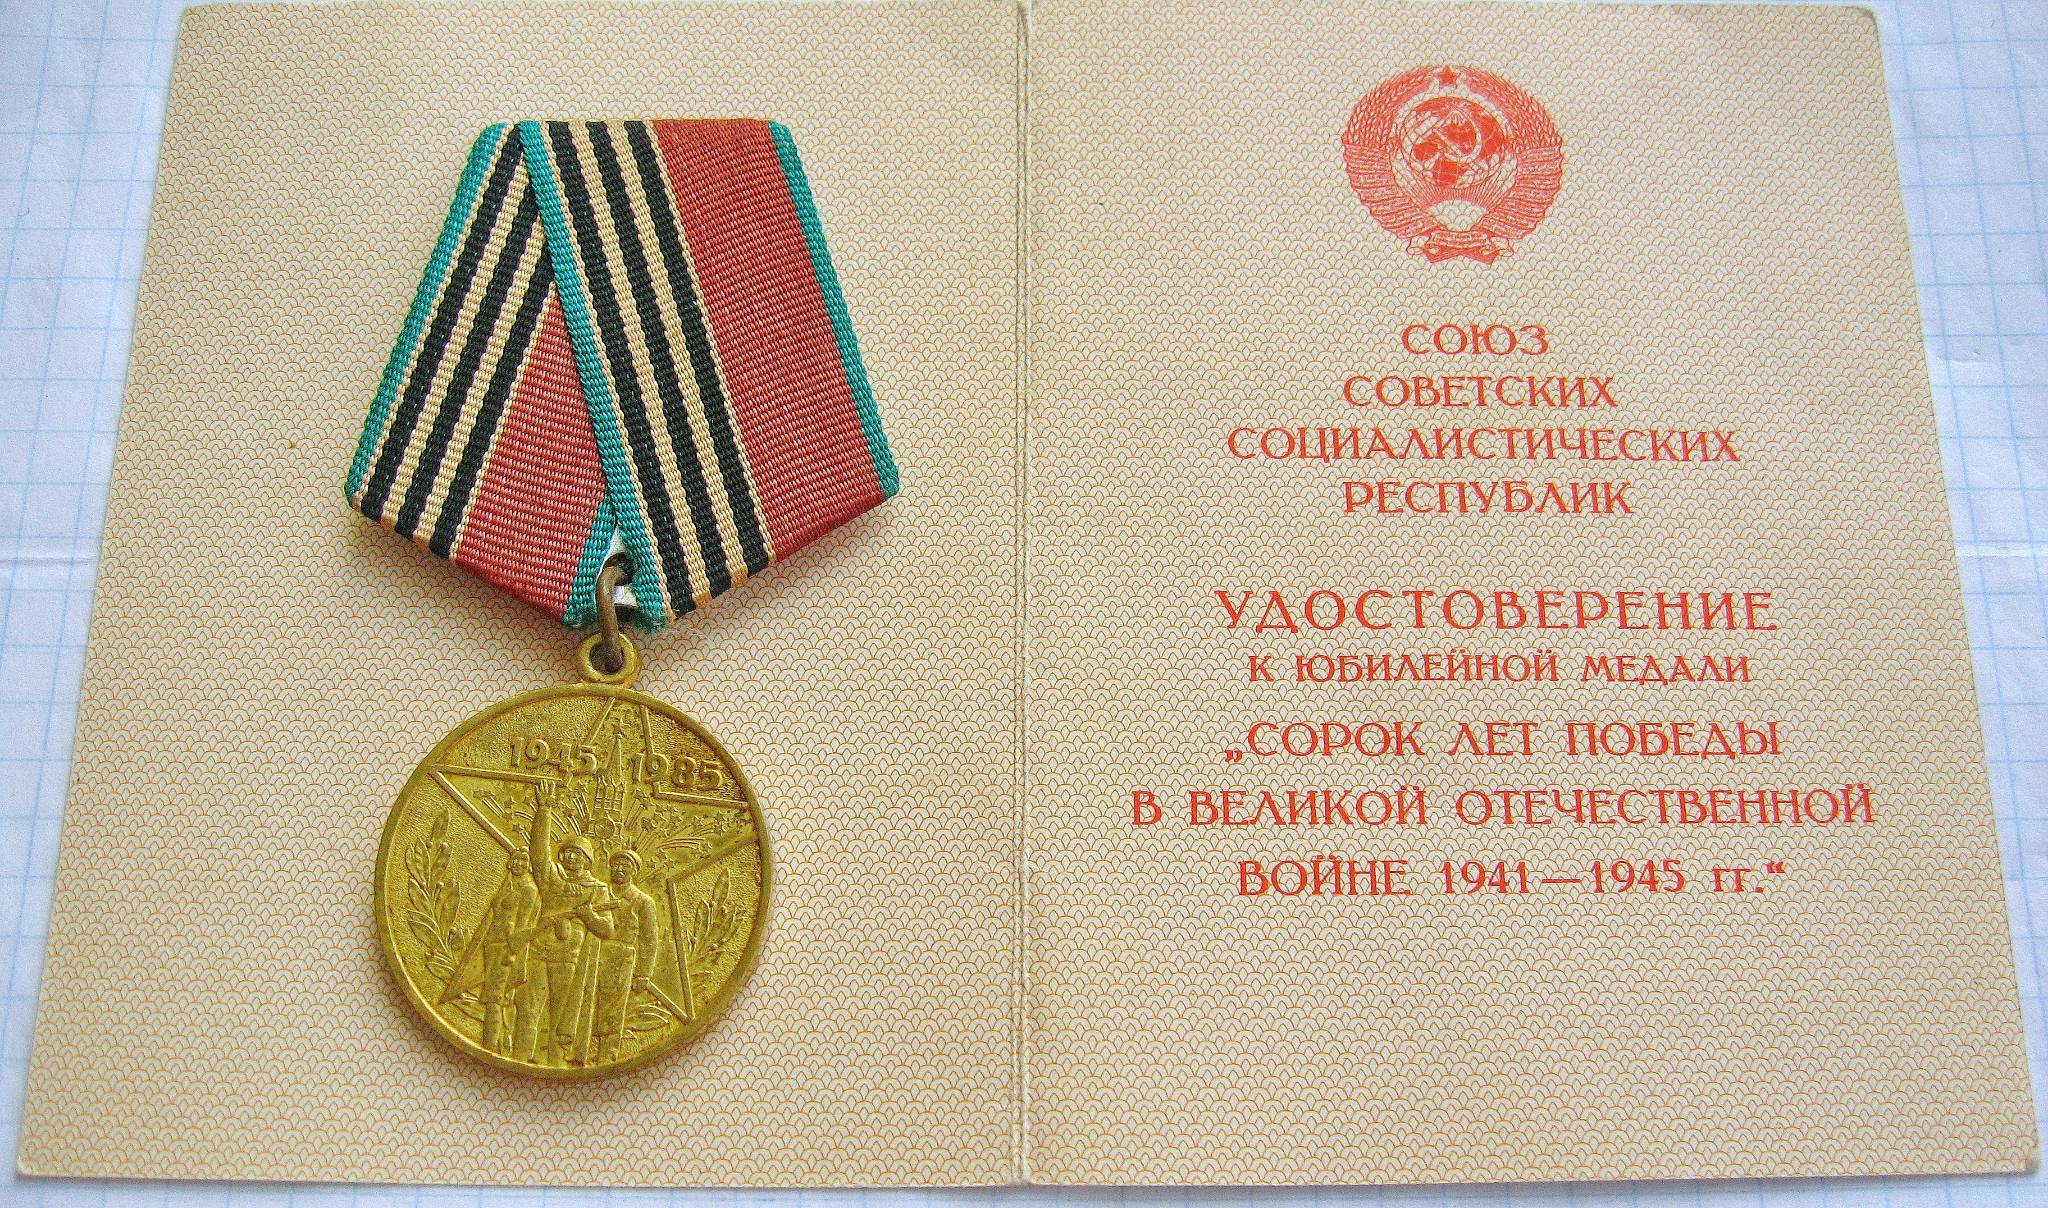 1945 1985
СОЮЗ
СОВЕТСКИХ
СОЦИАЛИСТИЧЕСКИХ
РЕСПУБЛИК
УДОСТОВЕРЕНИЕ
К ЮБИЛЕЙНОЙ МЕДАЛИ
„СОРОК ЛЕТ ПОБЕДЫ
В ВЕЛИКОЙ ОТЕЧЕСТВЕННОЙ
ВОЙНЕ 1941—1945 гг.“